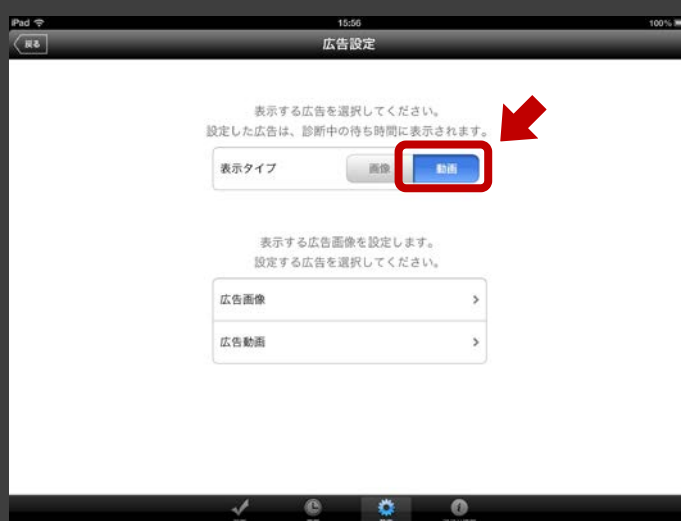 iPad 15:56 100%
戻る 広告設定
表示する広告を選択してください。
設定した広告は、診断中の待ち時間に表示されます。
表示タイプ 画像 動画
表示する広告画像を設定します。
設定する広告を選択してください。
広告画像
広告動画